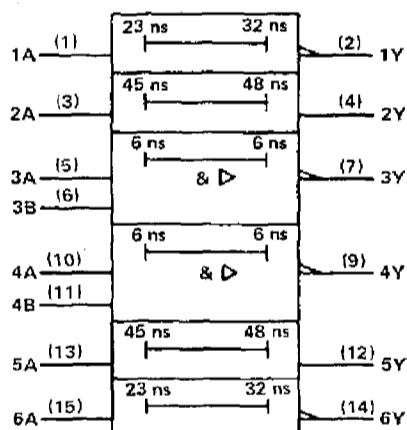 23 ns 32 ns
1A (1) (2) 1Y
45 ns 48 ns
2A (3) (4) 2Y
6 ns 6 ns
3A (5) & ▷ (7) 3Y
3B (6)
6 ns 6 ns
4A (10) & ▷ (9) 4Y
4B (11)
45 ns 48 ns
5A (13) (12) 5Y
23 ns 32 ns
6A (15) (14) 6Y